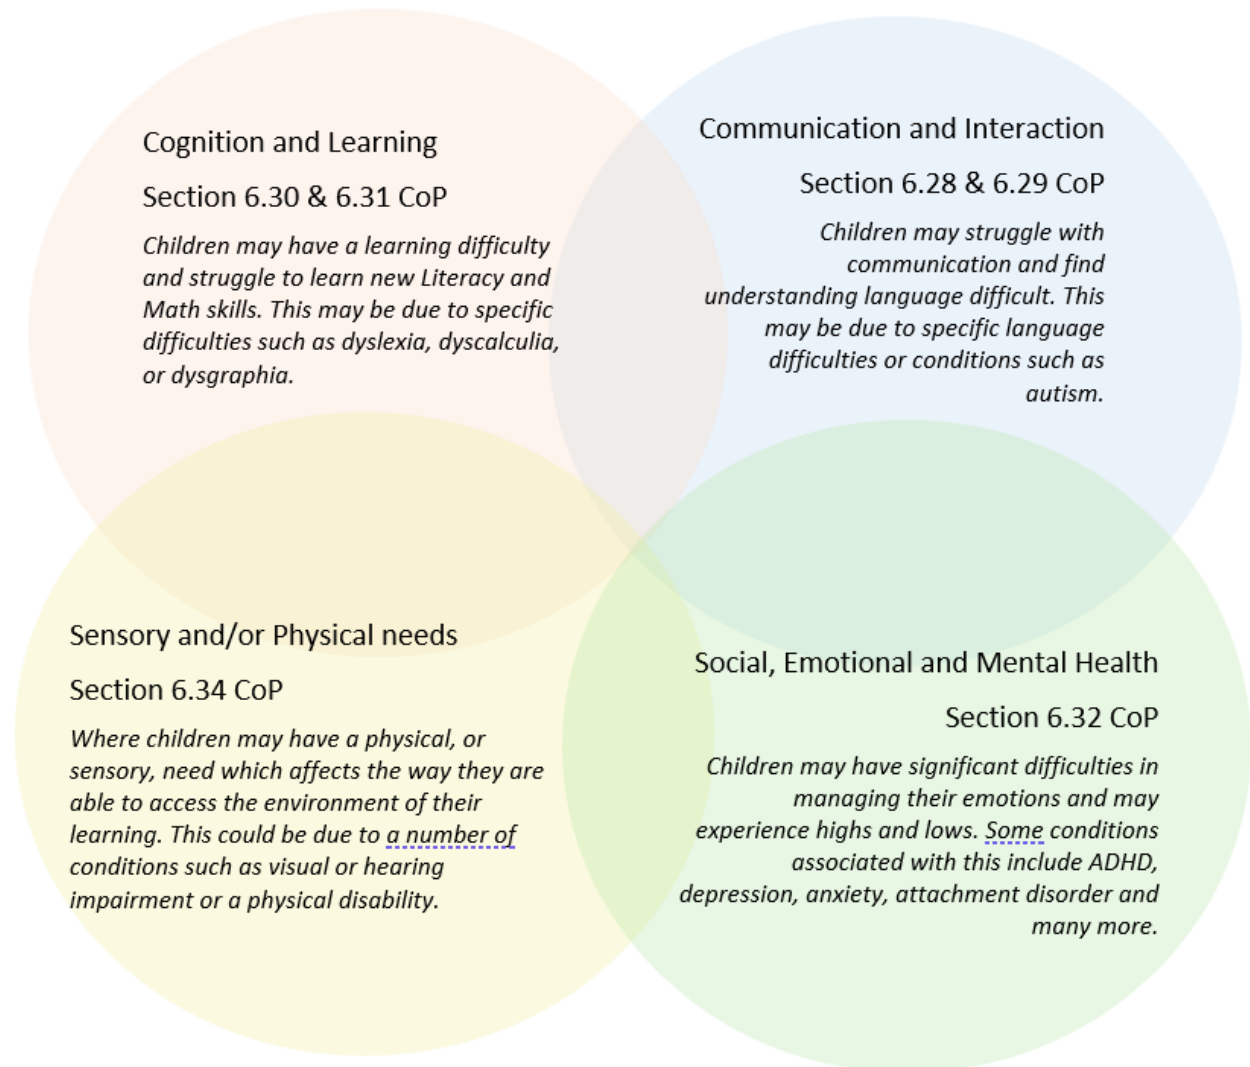 Cognition and Learning
Section 6.30 & 6.31 CoP
Children may have a learning difficulty
and struggle to learn new Literacy and
Math skills. This may be due to specific
difficulties such as dyslexia, dyscalculia,
or dysgraphia.
Communication and Interaction
Section 6.28 & 6.29 CoP
Children may struggle with
communication and find
understanding language difficult. This
may be due to specific language
difficulties or conditions such as
autism.
Sensory and/or Physical needs
Section 6.34 CoP
Where children may have a physical, or
sensory, need which affects the way they are
able to access the environment of their
learning. This could be due to a number of
conditions such as visual or hearing
impairment or a physical disability.
Social, Emotional and Mental Health
Section 6.32 CoP
Children may have significant difficulties in
managing their emotions and may
experience highs and lows. Some conditions
associated with this include ADHD,
depression, anxiety, attachment disorder and
many more.